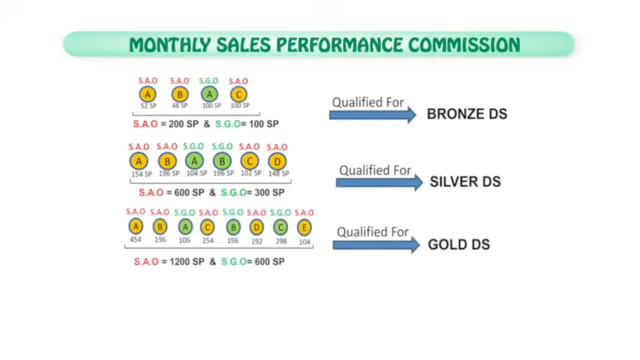 MONTHLY SALES PERFORMANCE COMMISSION
S.A.O S.A.O S.G.O S.A.O
A B A C
52 SP 48 SP 100 SP 100 SP
S.A.O = 200 SP & S.G.O= 100 SP
Qualified For
BRONZE DS
S.A.O S.A.O S.G.O S.G.O S.A.O S.A.O
A B A B C D
154 SP 196 SP 104 SP 196 SP 102 SP 148 SP
S.A.O = 600 SP & S.G.O= 300 SP
Qualified For
SILVER DS
S.A.O S.A.O S.G.O S.A.O S.G.O S.A.O S.G.O S.A.O
A B A C B D C E
454 196 106 254 196 192 298 104
S.A.O = 1200 SP & S.G.O= 600 SP
Qualified For
GOLD DS